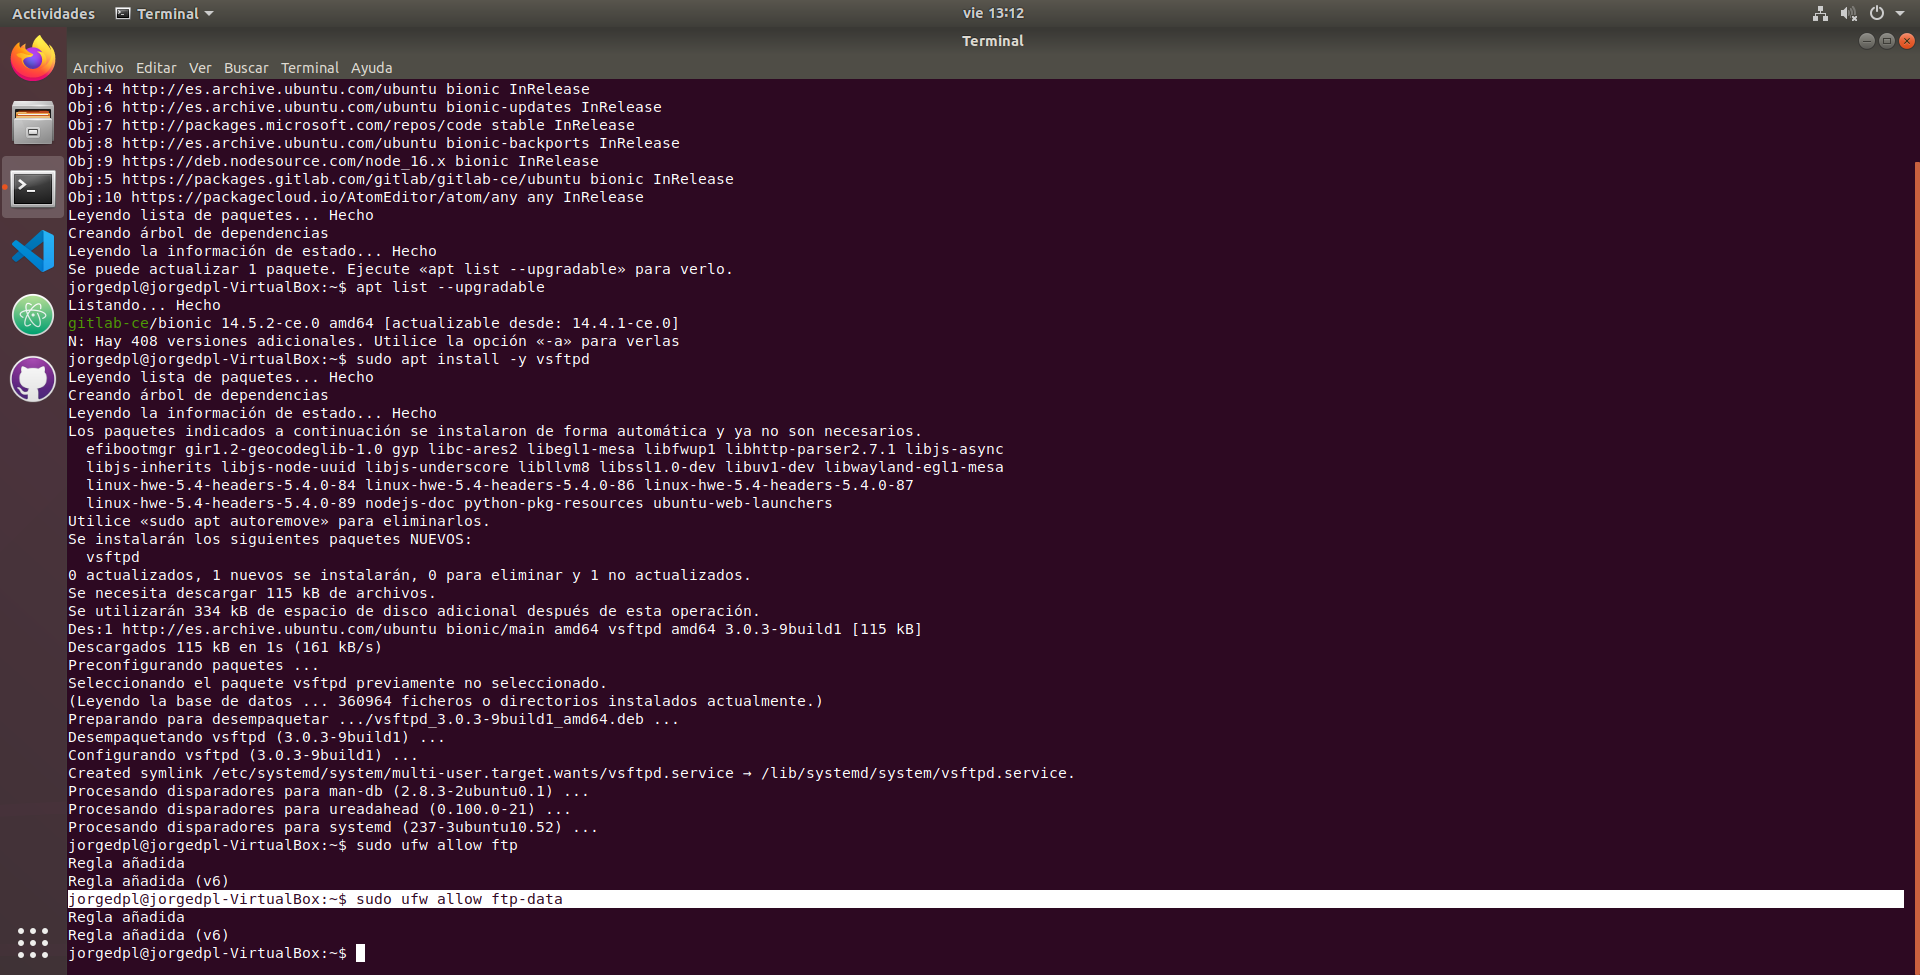 Actividades Terminal vie 13:12
Terminal
Archivo Editar Ver Buscar Terminal Ayuda
Obj:4 http://es.archive.ubuntu.com/ubuntu bionic InRelease
Obj:6 http://es.archive.ubuntu.com/ubuntu bionic-updates InRelease
Obj:7 http://packages.microsoft.com/repos/code stable InRelease
Obj:8 http://es.archive.ubuntu.com/ubuntu bionic-backports InRelease
Obj:9 https://deb.nodesource.com/node_16.x bionic InRelease
Obj:5 https://packages.gitlab.com/gitlab/gitlab-ce/ubuntu bionic InRelease
Obj:10 https://packagecloud.io/AtomEditor/atom/any any InRelease
Leyendo lista de paquetes... Hecho
Creando árbol de dependencias
Leyendo la información de estado... Hecho
Se puede actualizar 1 paquete. Ejecute «apt list --upgradable» para verlo.
jorgedpl@jorgedpl-VirtualBox:~$ apt list --upgradable
Listando... Hecho
gitlab-ce/bionic 14.5.2-ce.0 amd64 [actualizable desde: 14.4.1-ce.0]
N: Hay 408 versiones adicionales. Utilice la opción «-a» para verlas
jorgedpl@jorgedpl-VirtualBox:~$ sudo apt install -y vsftpd
Leyendo lista de paquetes... Hecho
Creando árbol de dependencias
Leyendo la información de estado... Hecho
Los paquetes indicados a continuación se instalaron de forma automática y ya no son necesarios.
  efibootmgr gir1.2-geocodeglib-1.0 gyp libc-ares2 libegl1-mesa libfwup1 libhttp-parser2.7.1 libjs-async
  libjs-inherits libjs-node-uuid libjs-underscore libllvm8 libssl1.0-dev libuv1-dev libwayland-egl1-mesa
  linux-hwe-5.4-headers-5.4.0-84 linux-hwe-5.4-headers-5.4.0-86 linux-hwe-5.4-headers-5.4.0-87
  linux-hwe-5.4-headers-5.4.0-89 nodejs-doc python-pkg-resources ubuntu-web-launchers
Utilice «sudo apt autoremove» para eliminarlos.
Se instalarán los siguientes paquetes NUEVOS:
  vsftpd
0 actualizados, 1 nuevos se instalarán, 0 para eliminar y 1 no actualizados.
Se necesita descargar 115 kB de archivos.
Se utilizarán 334 kB de espacio de disco adicional después de esta operación.
Des:1 http://es.archive.ubuntu.com/ubuntu bionic/main amd64 vsftpd amd64 3.0.3-9build1 [115 kB]
Descargados 115 kB en 1s (161 kB/s)
Preconfigurando paquetes ...
Seleccionando el paquete vsftpd previamente no seleccionado.
(Leyendo la base de datos ... 360964 ficheros o directorios instalados actualmente.)
Preparando para desempaquetar .../vsftpd_3.0.3-9build1_amd64.deb ...
Desempaquetando vsftpd (3.0.3-9build1) ...
Configurando vsftpd (3.0.3-9build1) ...
Created symlink /etc/systemd/system/multi-user.target.wants/vsftpd.service → /lib/systemd/system/vsftpd.service.
Procesando disparadores para man-db (2.8.3-2ubuntu0.1) ...
Procesando disparadores para ureadahead (0.100.0-21) ...
Procesando disparadores para systemd (237-3ubuntu10.52) ...
jorgedpl@jorgedpl-VirtualBox:~$ sudo ufw allow ftp
Regla añadida
Regla añadida (v6)
jorgedpl@jorgedpl-VirtualBox:~$ sudo ufw allow ftp-data
Regla añadida
Regla añadida (v6)
jorgedpl@jorgedpl-VirtualBox:~$